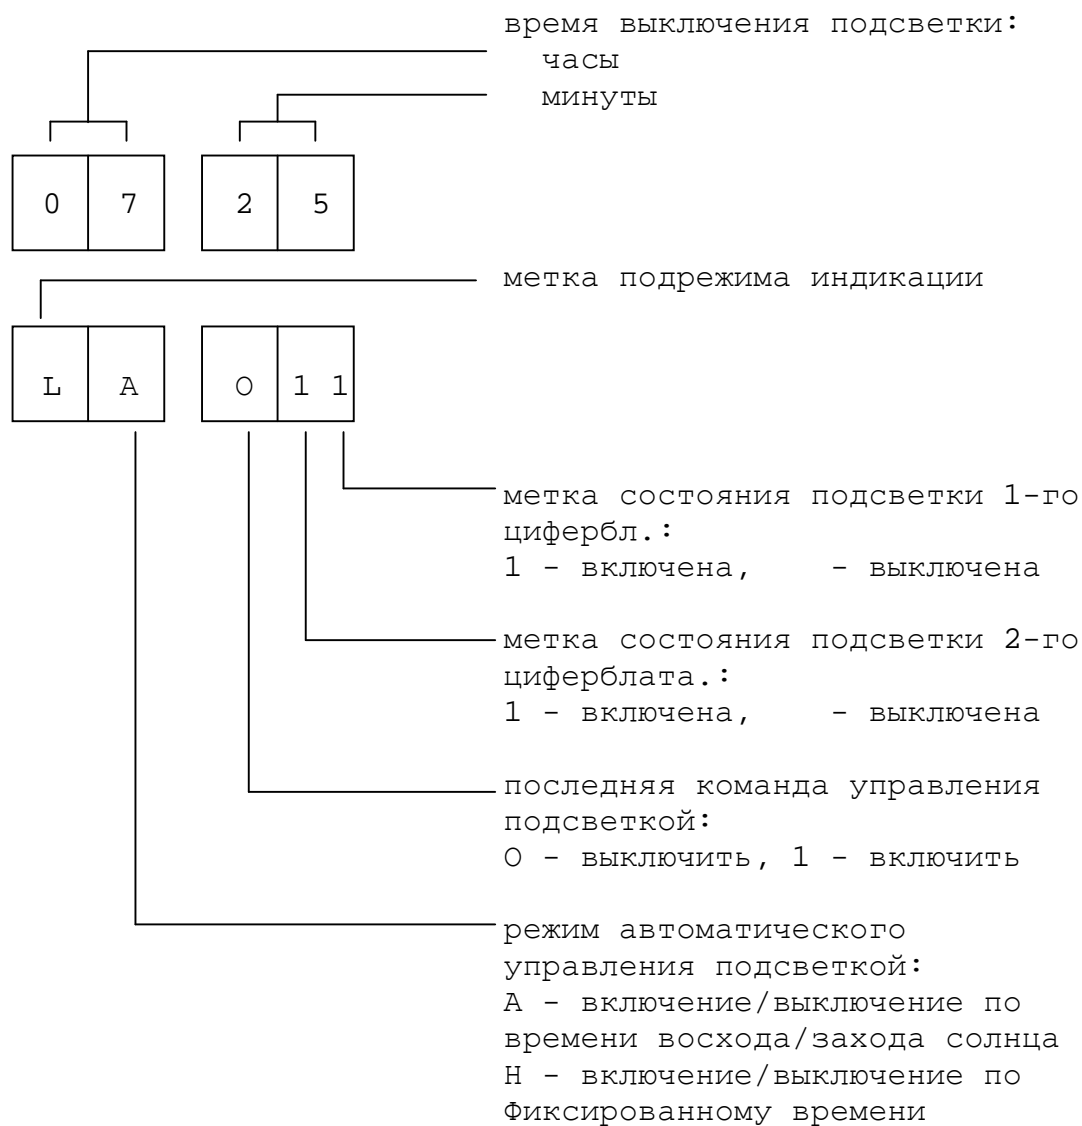 время выключения подсветки:
часы
минуты
0 7 2 5
метка подрежима индикации
L A O 1 1
метка состояния подсветки 1-го
цифербл.:
1 - включена, - выключена
метка состояния подсветки 2-го
циферблата.:
1 - включена, - выключена
последняя команда управления
подсветкой:
О - выключить, 1 - включить
режим автоматического
управления подсветкой:
А - включение/выключение по
времени восхода/захода солнца
Н - включение/выключение по
Фиксированному времени